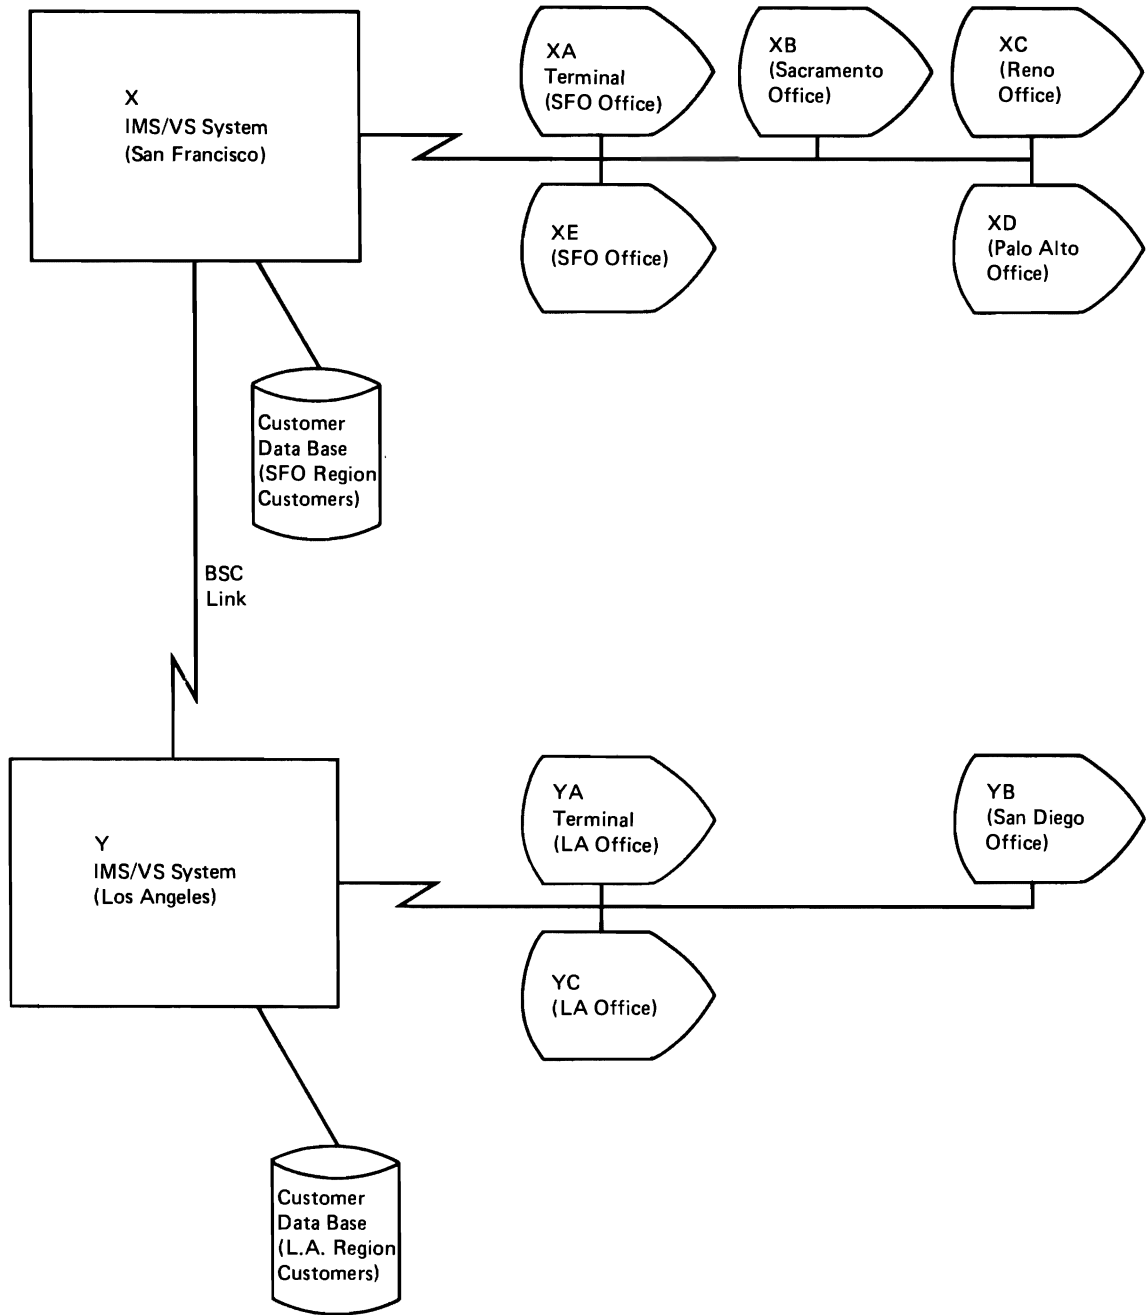 X
IMS/VS System
(San Francisco)
XA
Terminal
(SFO Office)
XB
(Sacramento
Office)
XC
(Reno
Office)
XE
(SFO Office)
XD
(Palo Alto
Office)
Customer
Data Base
(SFO Region
Customers)
BSC
Link
Y
IMS/VS System
(Los Angeles)
YA
Terminal
(LA Office)
YB
(San Diego
Office)
YC
(LA Office)
Customer
Data Base
(L.A. Region
Customers)